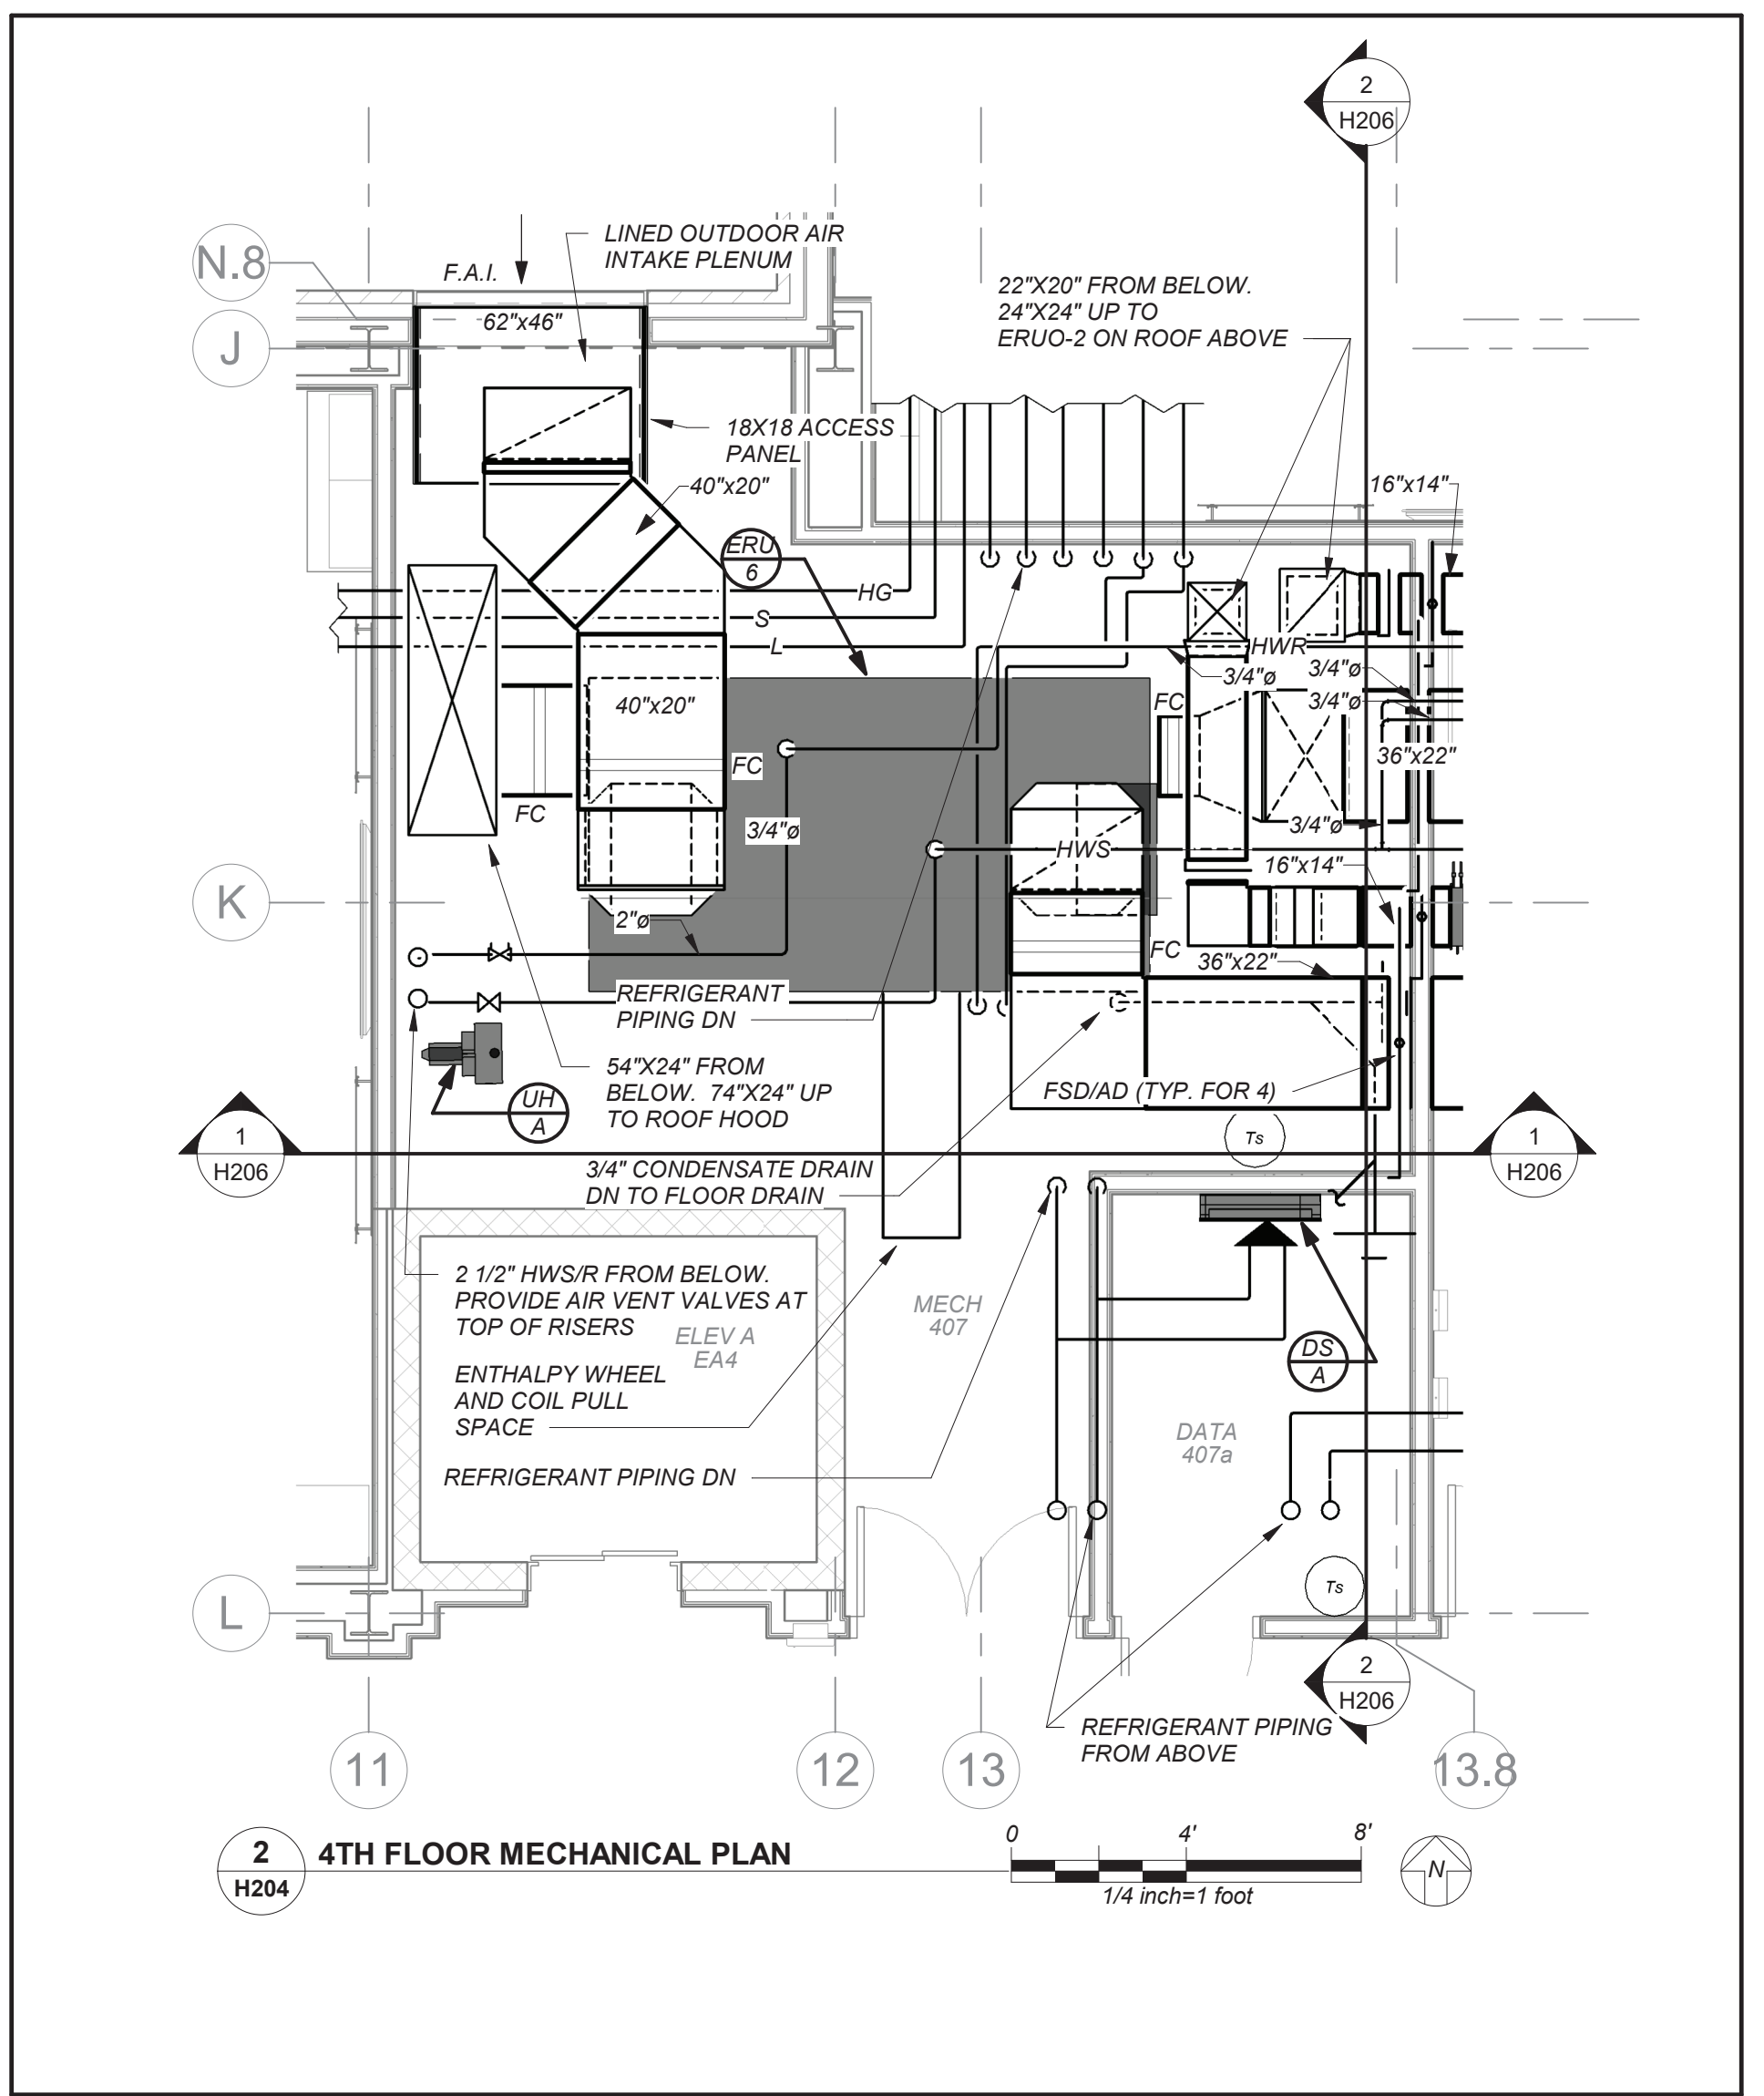 2
H206
N.8
F.A.I.
LINED OUTDOOR AIR
INTAKE PLENUM
22"X20" FROM BELOW.
24"X24" UP TO
ERUO-2 ON ROOF ABOVE
62"x46"
J
18X18 ACCESS
PANEL
40"x20"
16"x14"
ERU
6
HG
S
L
HWR
3/4"ø
3/4"ø
3/4"ø
40"x20"
FC
FC
FC
36"x22"
3/4"ø
3/4"ø
HWS
16"x14"
K
2"ø
FC
36"x22"
REFRIGERANT
PIPING DN
54"X24" FROM
BELOW. 74"X24" UP
TO ROOF HOOD
FSD/AD (TYP. FOR 4)
UH
A
1
H206
Ts
1
H206
3/4" CONDENSATE DRAIN
DN TO FLOOR DRAIN
2 1/2" HWS/R FROM BELOW.
PROVIDE AIR VENT VALVES AT
TOP OF RISERS
ELEV A
EA4
MECH
407
ENTHALPY WHEEL
AND COIL PULL
SPACE
DS
A
DATA
407a
REFRIGERANT PIPING DN
Ts
L
2
H206
REFRIGERANT PIPING
FROM ABOVE
11
12
13
13.8
2
H204
4TH FLOOR MECHANICAL PLAN
0 4' 8'
1/4 inch=1 foot
N